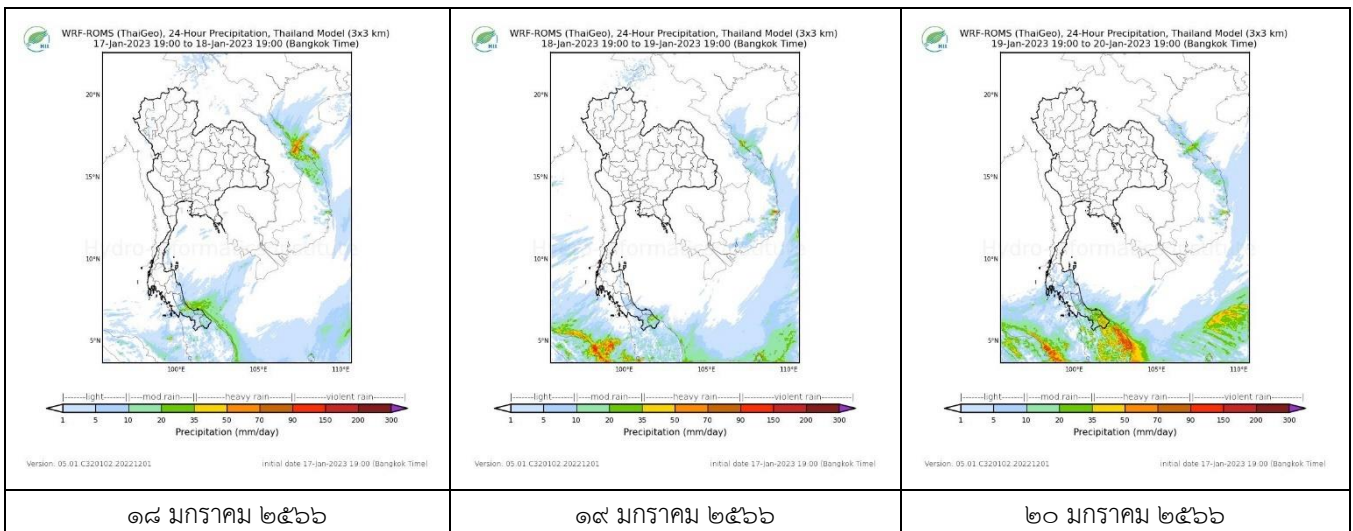 WRF-ROMS (ThaiGeo), 24-Hour Precipitation, Thailand Model (3x3 km)
17-Jan-2023 19:00 to 18-Jan-2023 19:00 (Bangkok Time)
20°N
15°N
10°N
5°N
100°E 105°E 110°E
|-------light-------||---mod.rain---||-------heavy rain-------||-------violent rain-------|
1 5 10 20 35 50 70 90 150 200 300
Precipitation (mm/day)
Version: 05.01 C320102.20221201 initial date 17-Jan-2023 19:00 (Bangkok Time)
๑๘ มกราคม ๒๕๖๖
WRF-ROMS (ThaiGeo), 24-Hour Precipitation, Thailand Model (3x3 km)
18-Jan-2023 19:00 to 19-Jan-2023 19:00 (Bangkok Time)
20°N
15°N
10°N
5°N
100°E 105°E 110°E
|-------light-------||---mod.rain---||-------heavy rain-------||-------violent rain-------|
1 5 10 20 35 50 70 90 150 200 300
Precipitation (mm/day)
Version: 05.01 C320102.20221201 initial date 17-Jan-2023 19:00 (Bangkok Time)
๑๙ มกราคม ๒๕๖๖
WRF-ROMS (ThaiGeo), 24-Hour Precipitation, Thailand Model (3x3 km)
19-Jan-2023 19:00 to 20-Jan-2023 19:00 (Bangkok Time)
20°N
15°N
10°N
5°N
100°E 105°E 110°E
|-------light-------||---mod.rain---||-------heavy rain-------||-------violent rain-------|
1 5 10 20 35 50 70 90 150 200 300
Precipitation (mm/day)
Version: 05.01 C320102.20221201 initial date 17-Jan-2023 19:00 (Bangkok Time)
๒๐ มกราคม ๒๕๖๖